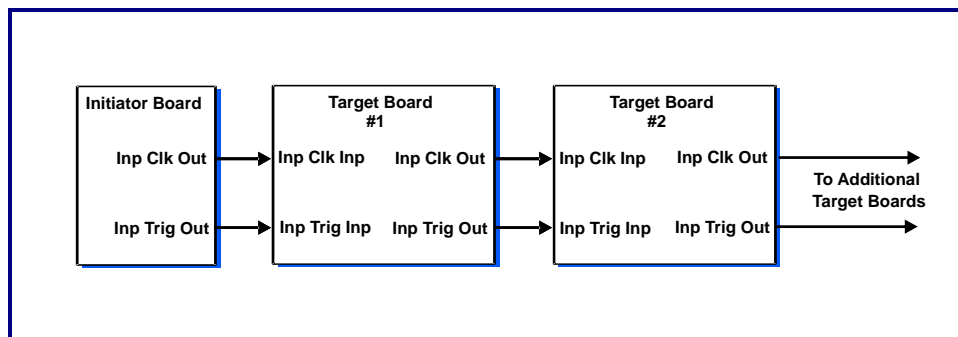 Initiator Board
Inp Clk Out
Inp Trig Out
Target Board
#1
Inp Clk Inp
Inp Clk Out
Inp Trig Inp
Inp Trig Out
Target Board
#2
Inp Clk Inp
Inp Clk Out
Inp Trig Inp
Inp Trig Out
To Additional
Target Boards